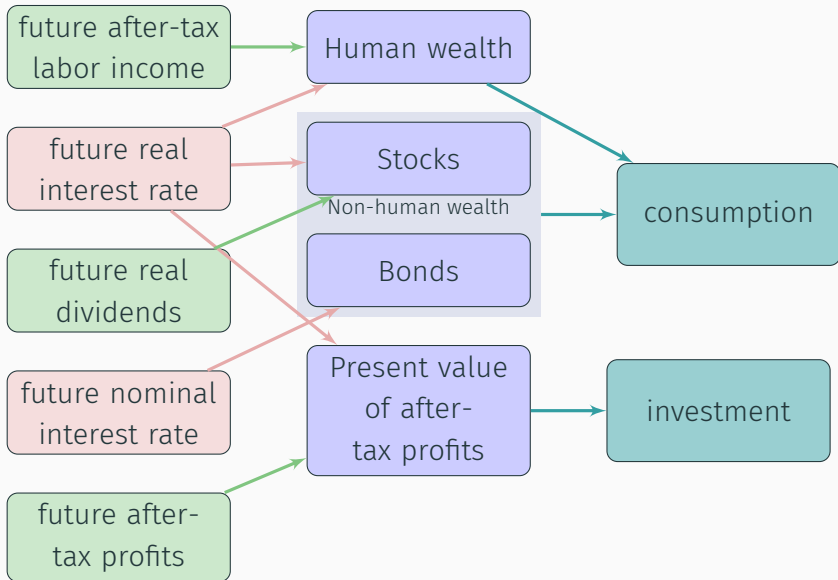 future after-tax
labor income
Human wealth
future real
interest rate
Stocks
Non-human wealth
consumption
future real
dividends
Bonds
future nominal
interest rate
Present value
of after-
tax profits
investment
future after-
tax profits